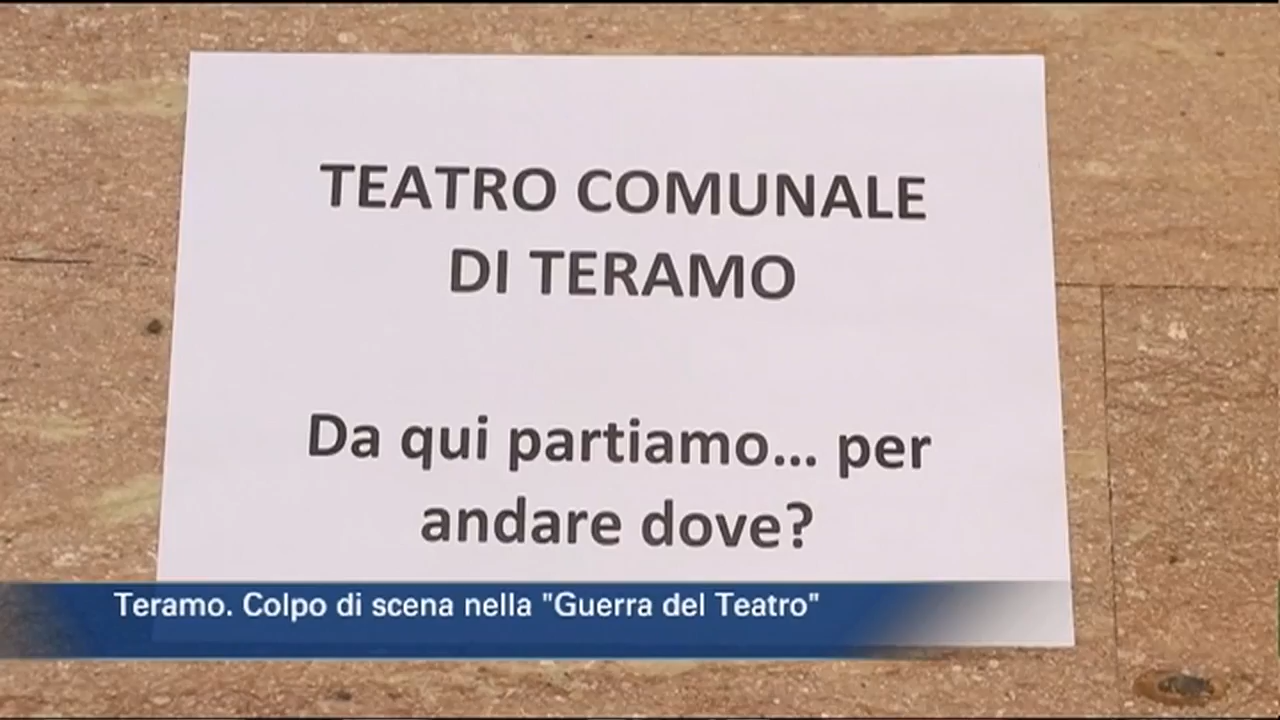 TEATRO COMUNALE
DI TERAMO
Da qui partiamo... per
andare dove?
Teramo. Colpo di scena nella "Guerra del Teatro"